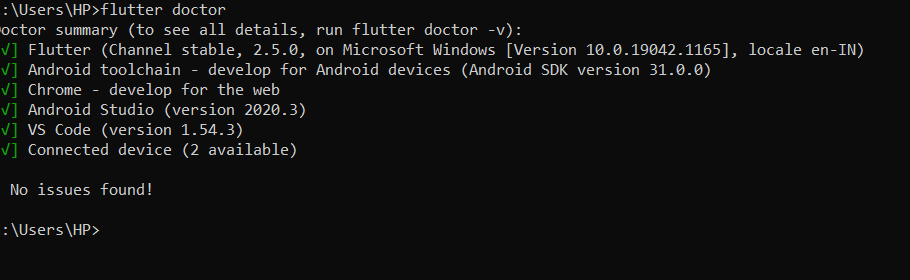 :\Users\HP>flutter doctor
octor summary (to see all details, run flutter doctor -v):
√] Flutter (Channel stable, 2.5.0, on Microsoft Windows [Version 10.0.19042.1165], locale en-IN)
√] Android toolchain - develop for Android devices (Android SDK version 31.0.0)
√] Chrome - develop for the web
√] Android Studio (version 2020.3)
√] VS Code (version 1.54.3)
√] Connected device (2 available)
No issues found!
:\Users\HP>